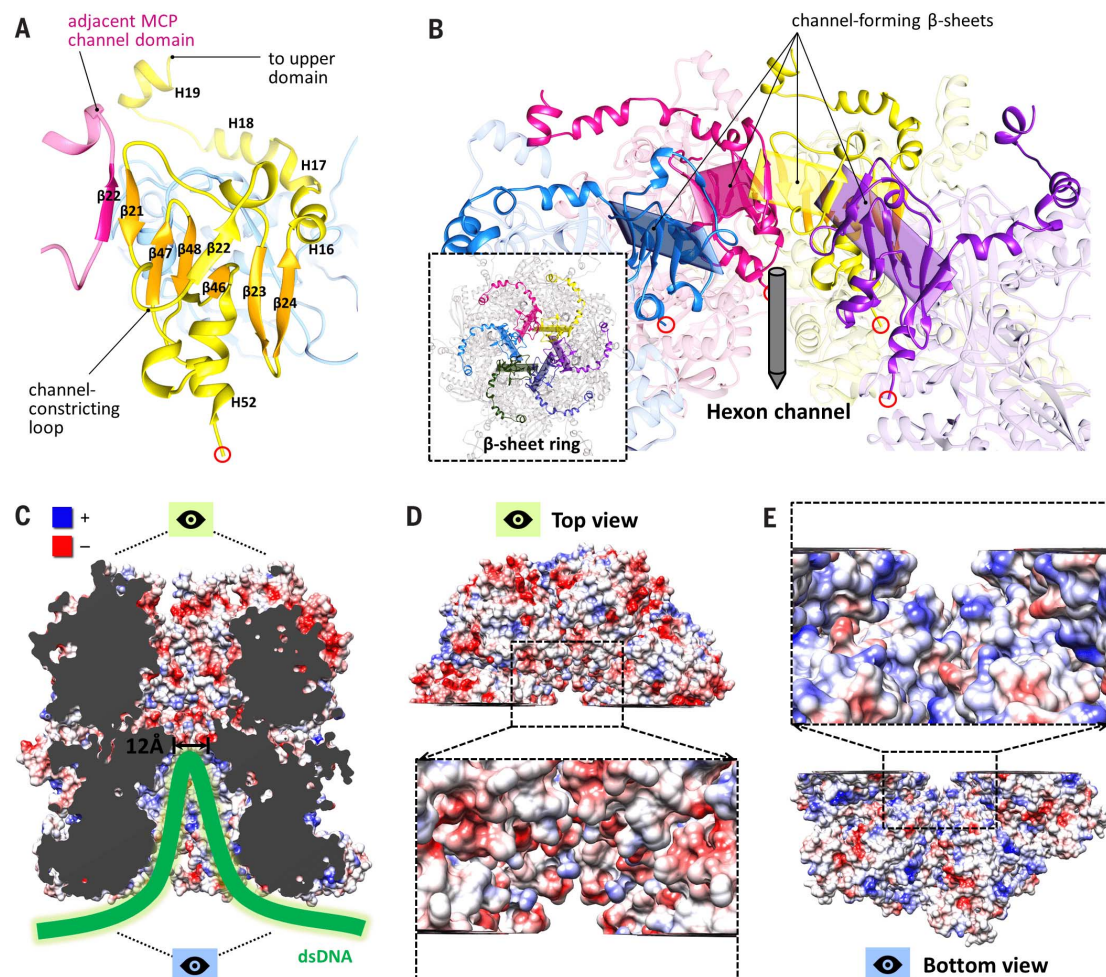 A
adjacent MCP
channel domain
to upper
domain
H19
H18
H17
β22
β21
β48
β22
H16
β47
β46
β23
β24
channel-
constricting
loop
H52
B
channel-forming β-sheets
Hexon channel
β-sheet ring
C
+
−
12Å
dsDNA
D
Top view
E
Bottom view